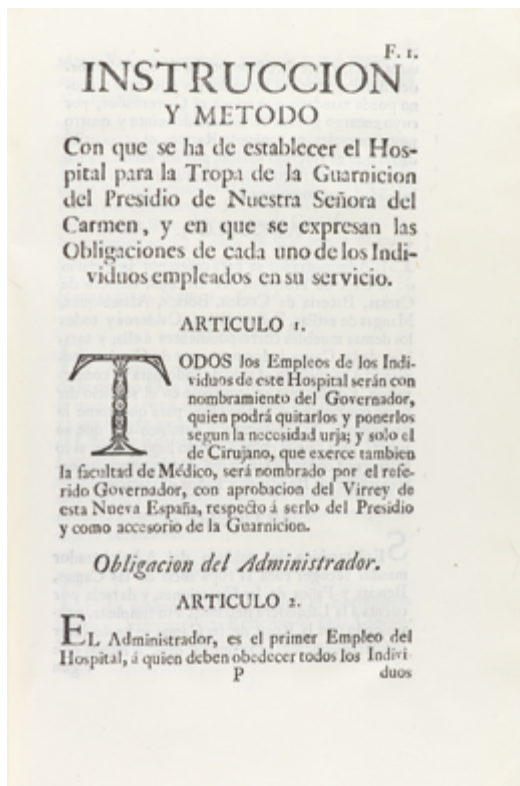 F. 1.
INSTRUCCION
Y METODO
Con que se ha de establecer el Hos-
pital para la Tropa de la Guarnicion
del Presidio de Nuestra Señora del
Carmen, y en que se expresan las
Obligaciones de cada uno de los Indi-
viduos empleados en su servicio.
ARTICULO 1.
TODOS los Empleos de los Indi-
viduos de este Hospital serán con
nombramiento del Governador,
quien podrá quitarlos y ponerlos
segun la necosidad urja; y solo el
de Cirujano, que exerce tambien
la facultad de Médico, será nombrado por el refe-
rido Governador, con aprobacion del Virrey de
esta Nueva España, respecto á serlo del Presidio
y como accesorio de la Guarnicion.
Obligacion del Administrador.
ARTICULO 2.
EL Administrador, es el primer Empleo del
Hospital, á quien deben obedecer todos los Indivi-
P duos